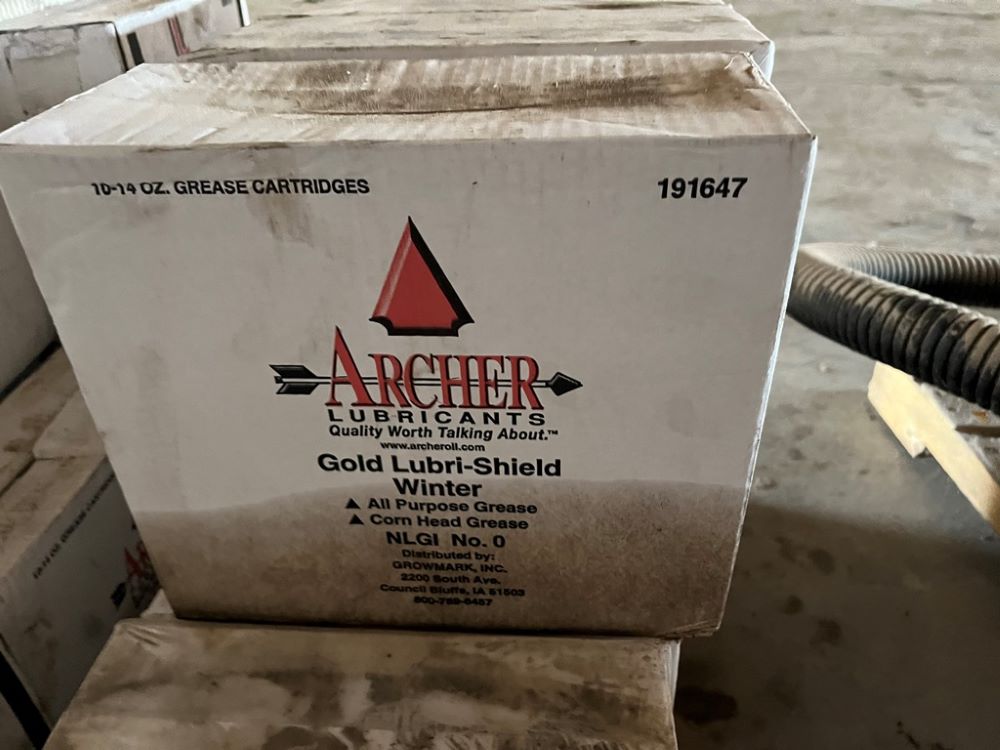 10-14 OZ. GREASE CARTRIDGES
191647
ARCHER
LUBRICANTS
Quality Worth Talking About.™
www.archeroil.com
Gold Lubri-Shield
Winter
▲ All Purpose Grease
▲ Corn Head Grease
NLGI No. 0
Distributed by:
GROWMARK, INC.
2200 South Ave.
Council Bluffs, IA 51503